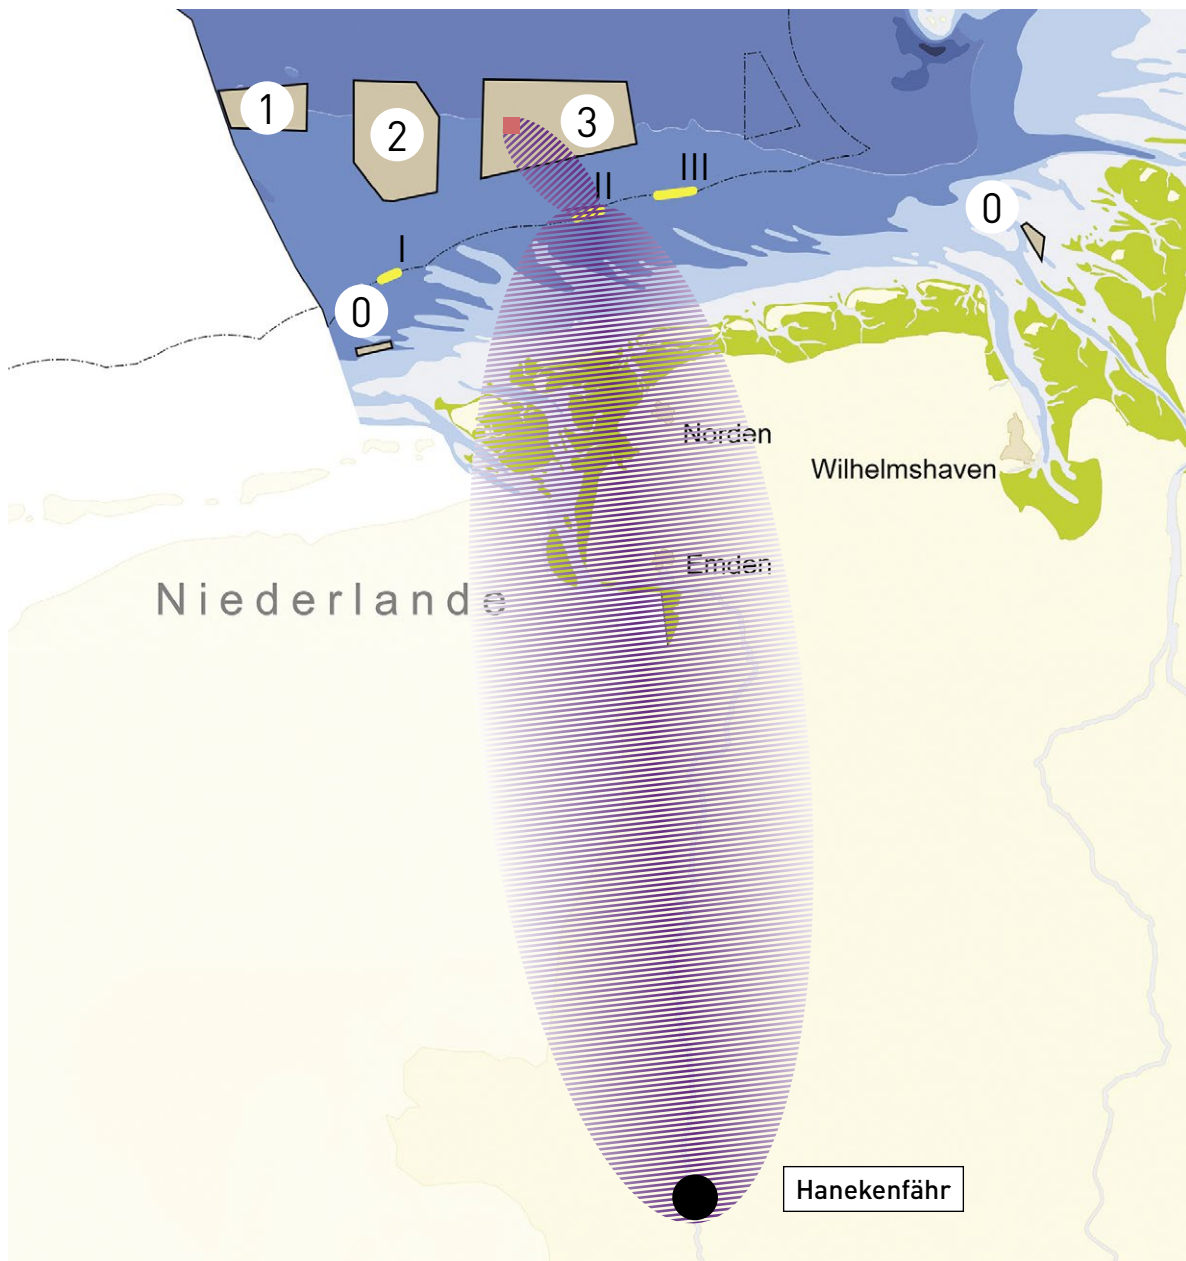 1
2
3
III
II
0
I
0
Norden
Wilhelmshaven
Emden
Niederlande
Hanekenfähr